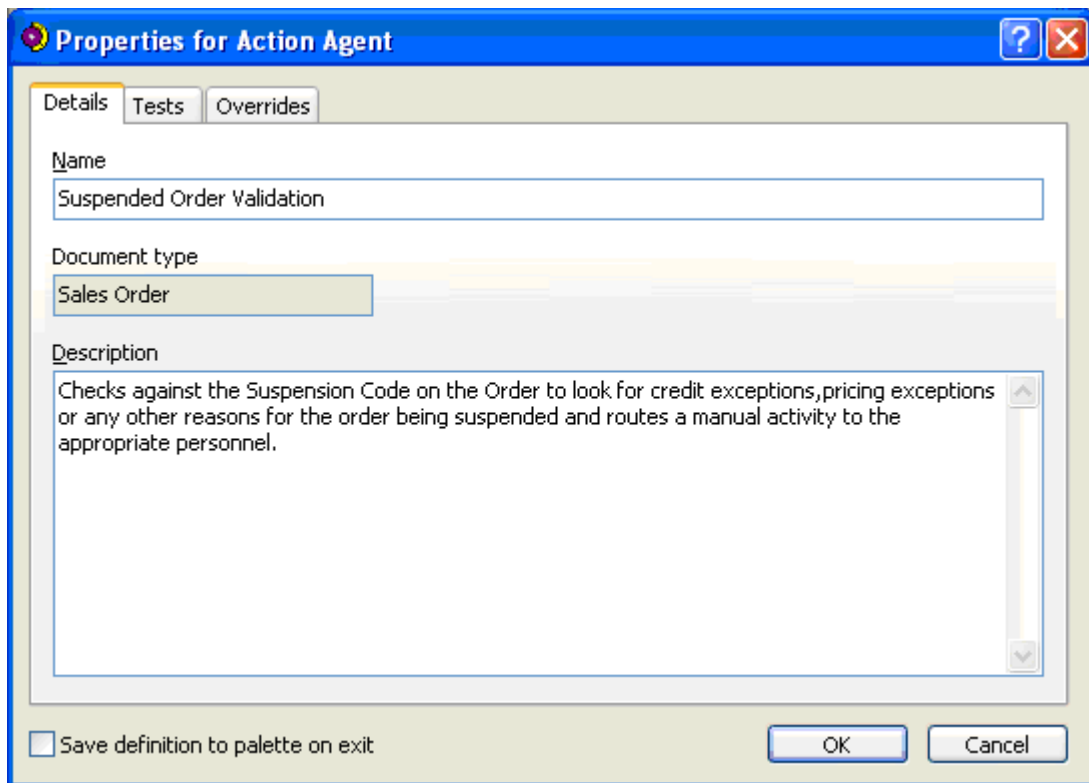 Properties for Action Agent
?
Details Tests Overrides
Name
Suspended Order Validation
Document type
Sales Order
Description
Checks against the Suspension Code on the Order to look for credit exceptions,pricing exceptions
or any other reasons for the order being suspended and routes a manual activity to the
appropriate personnel.
Save definition to palette on exit OK Cancel